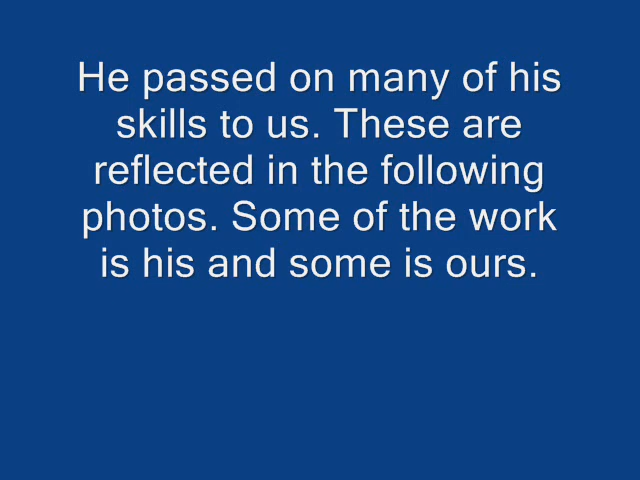 He passed on many of his
skills to us. These are
reflected in the following
photos. Some of the work
is his and some is ours.